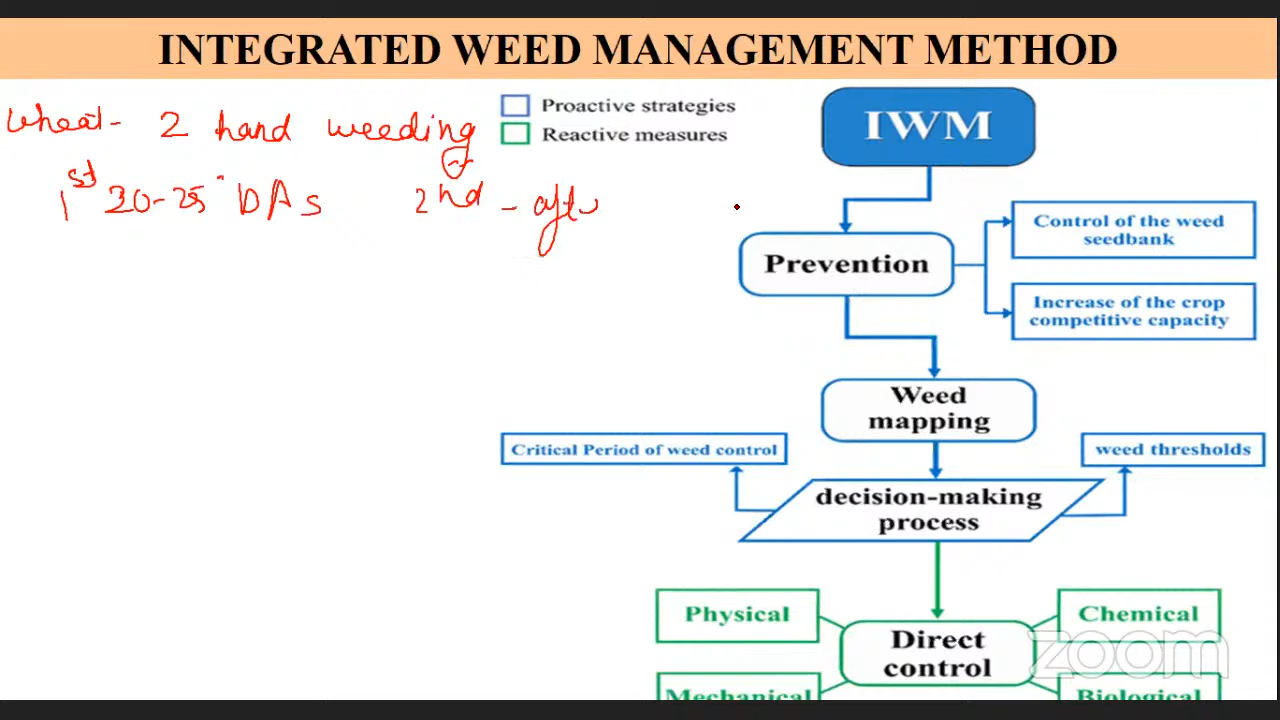 INTEGRATED WEED MANAGEMENT METHOD
Wheat - 2 hand weeding
1st 20-25 DAS 2nd - aft
Proactive strategies
Reactive measures
IWM
Prevention
Control of the weed
seedbank
Increase of the crop
competitive capacity
Weed
mapping
Critical Period of weed control
weed thresholds
decision-making
process
Physical
Chemical
Direct
control
Mechanical
Biological
zoom